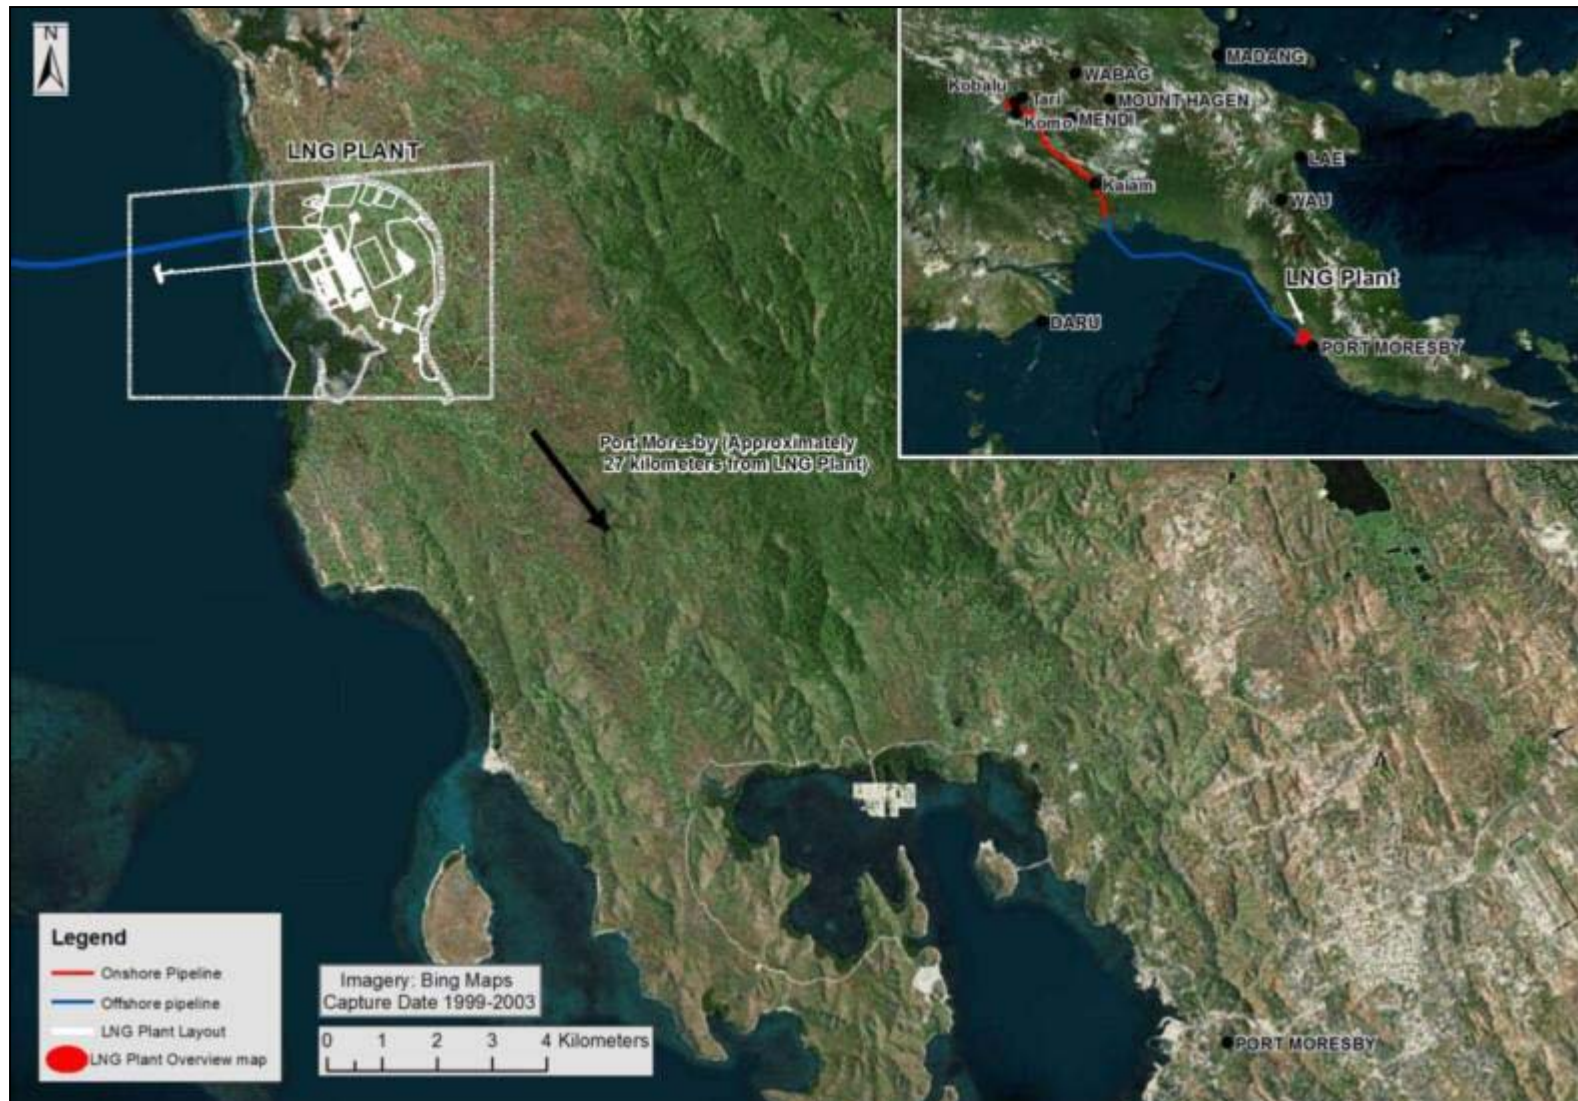 N
LNG PLANT
Port Moresby (Approximately
27 kilometers from LNG Plant)
PORT MORESBY
MADANG
WABAG
Kobalu
Tari
MOUNT HAGEN
Komo
MENDI
LAE
Kaiam
WAU
LNG Plant
DARU
PORT MORESBY
Legend
Onshore Pipeline
Offshore pipeline
LNG Plant Layout
LNG Plant Overview map
Imagery: Bing Maps
Capture Date 1999-2003
0 1 2 3 4 Kilometers